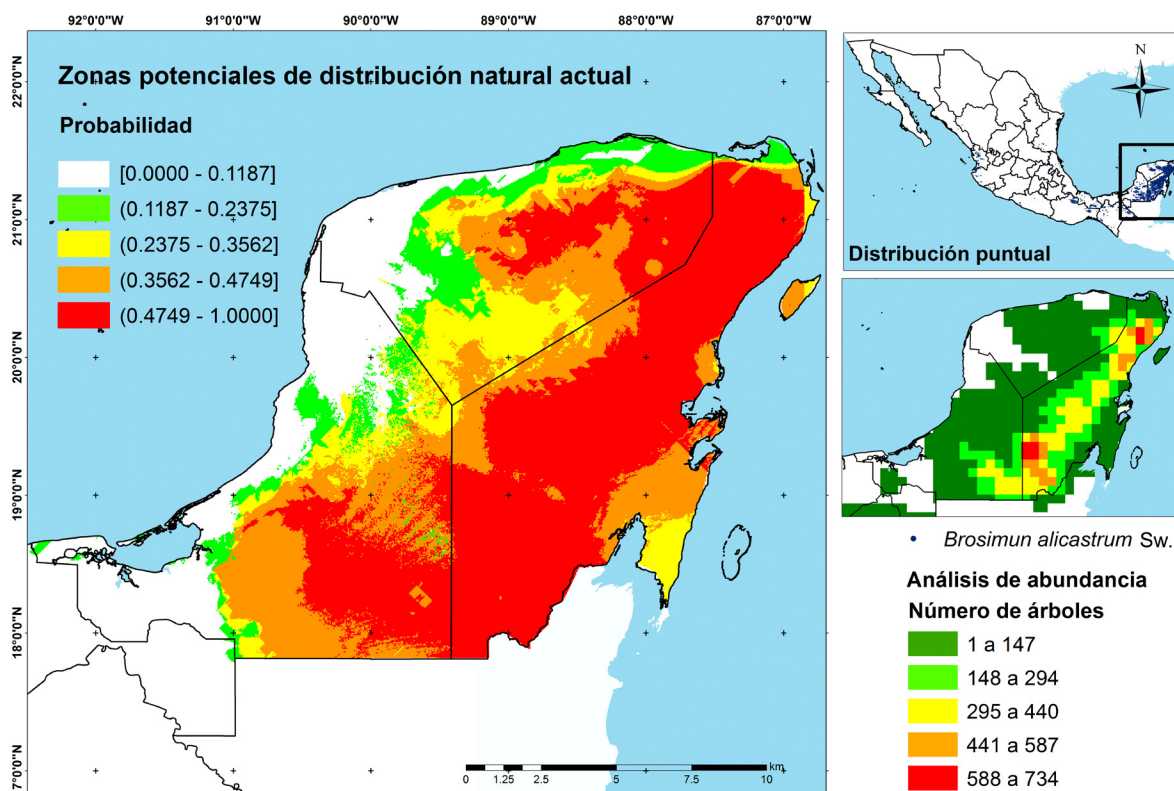 92°0'0"W
91°0'0"W
90°0'0"W
89°0'0"W
88°0'0"W
87°0'0"W
22°0'0"N
21°0'0"N
20°0'0"N
19°0'0"N
18°0'0"N
17°0'0"N
Zonas potenciales de distribución natural actual
Probabilidad
[0.0000 - 0.1187]
(0.1187 - 0.2375]
(0.2375 - 0.3562]
(0.3562 - 0.4749]
(0.4749 - 1.0000]
km
0 1.25 2.5 5 7.5 10
N
Distribución puntual
Brosimun alicastrum Sw.
Análisis de abundancia
Número de árboles
1 a 147
148 a 294
295 a 440
441 a 587
588 a 734